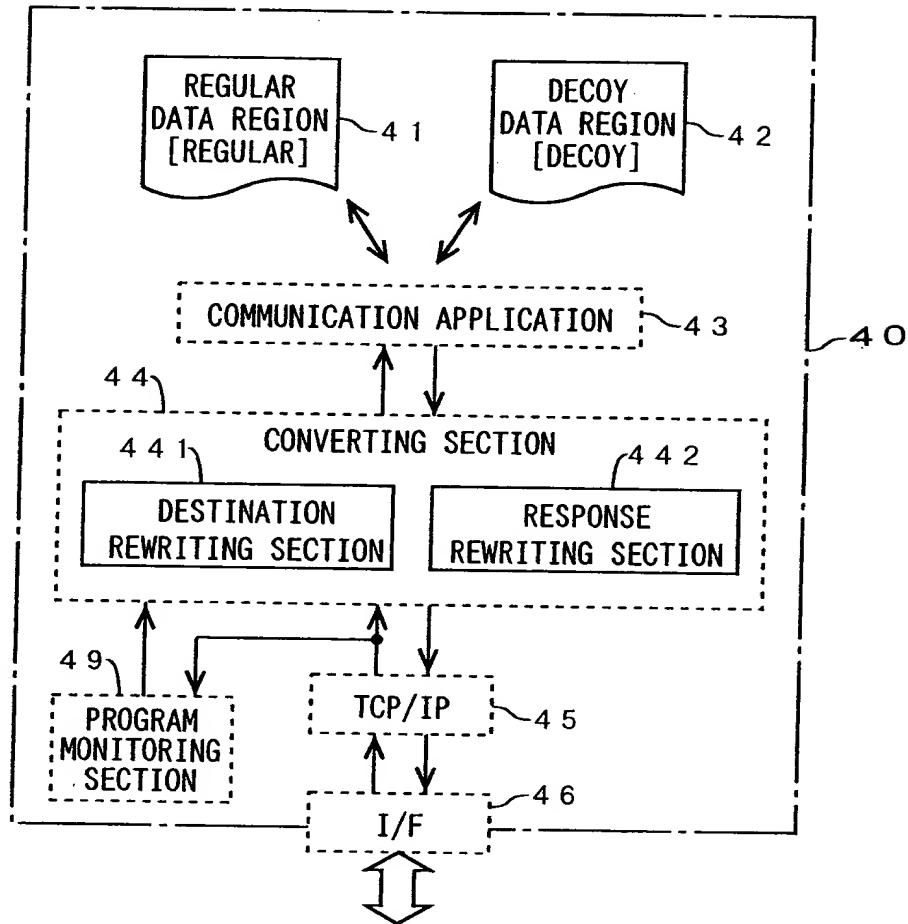 REGULAR
DATA REGION
[REGULAR]
41
DECOY
DATA REGION
[DECOY]
42
COMMUNICATION APPLICATION
43
40
44
CONVERTING SECTION
441
DESTINATION
REWRITING SECTION
442
RESPONSE
REWRITING SECTION
49
PROGRAM
MONITORING
SECTION
TCP/IP
45
I/F
46